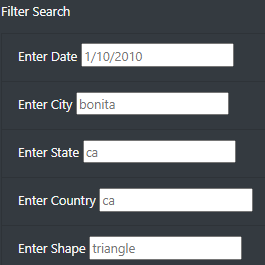 Filter Search
Enter Date 1/10/2010
Enter City bonita
Enter State ca
Enter Country ca
Enter Shape triangle